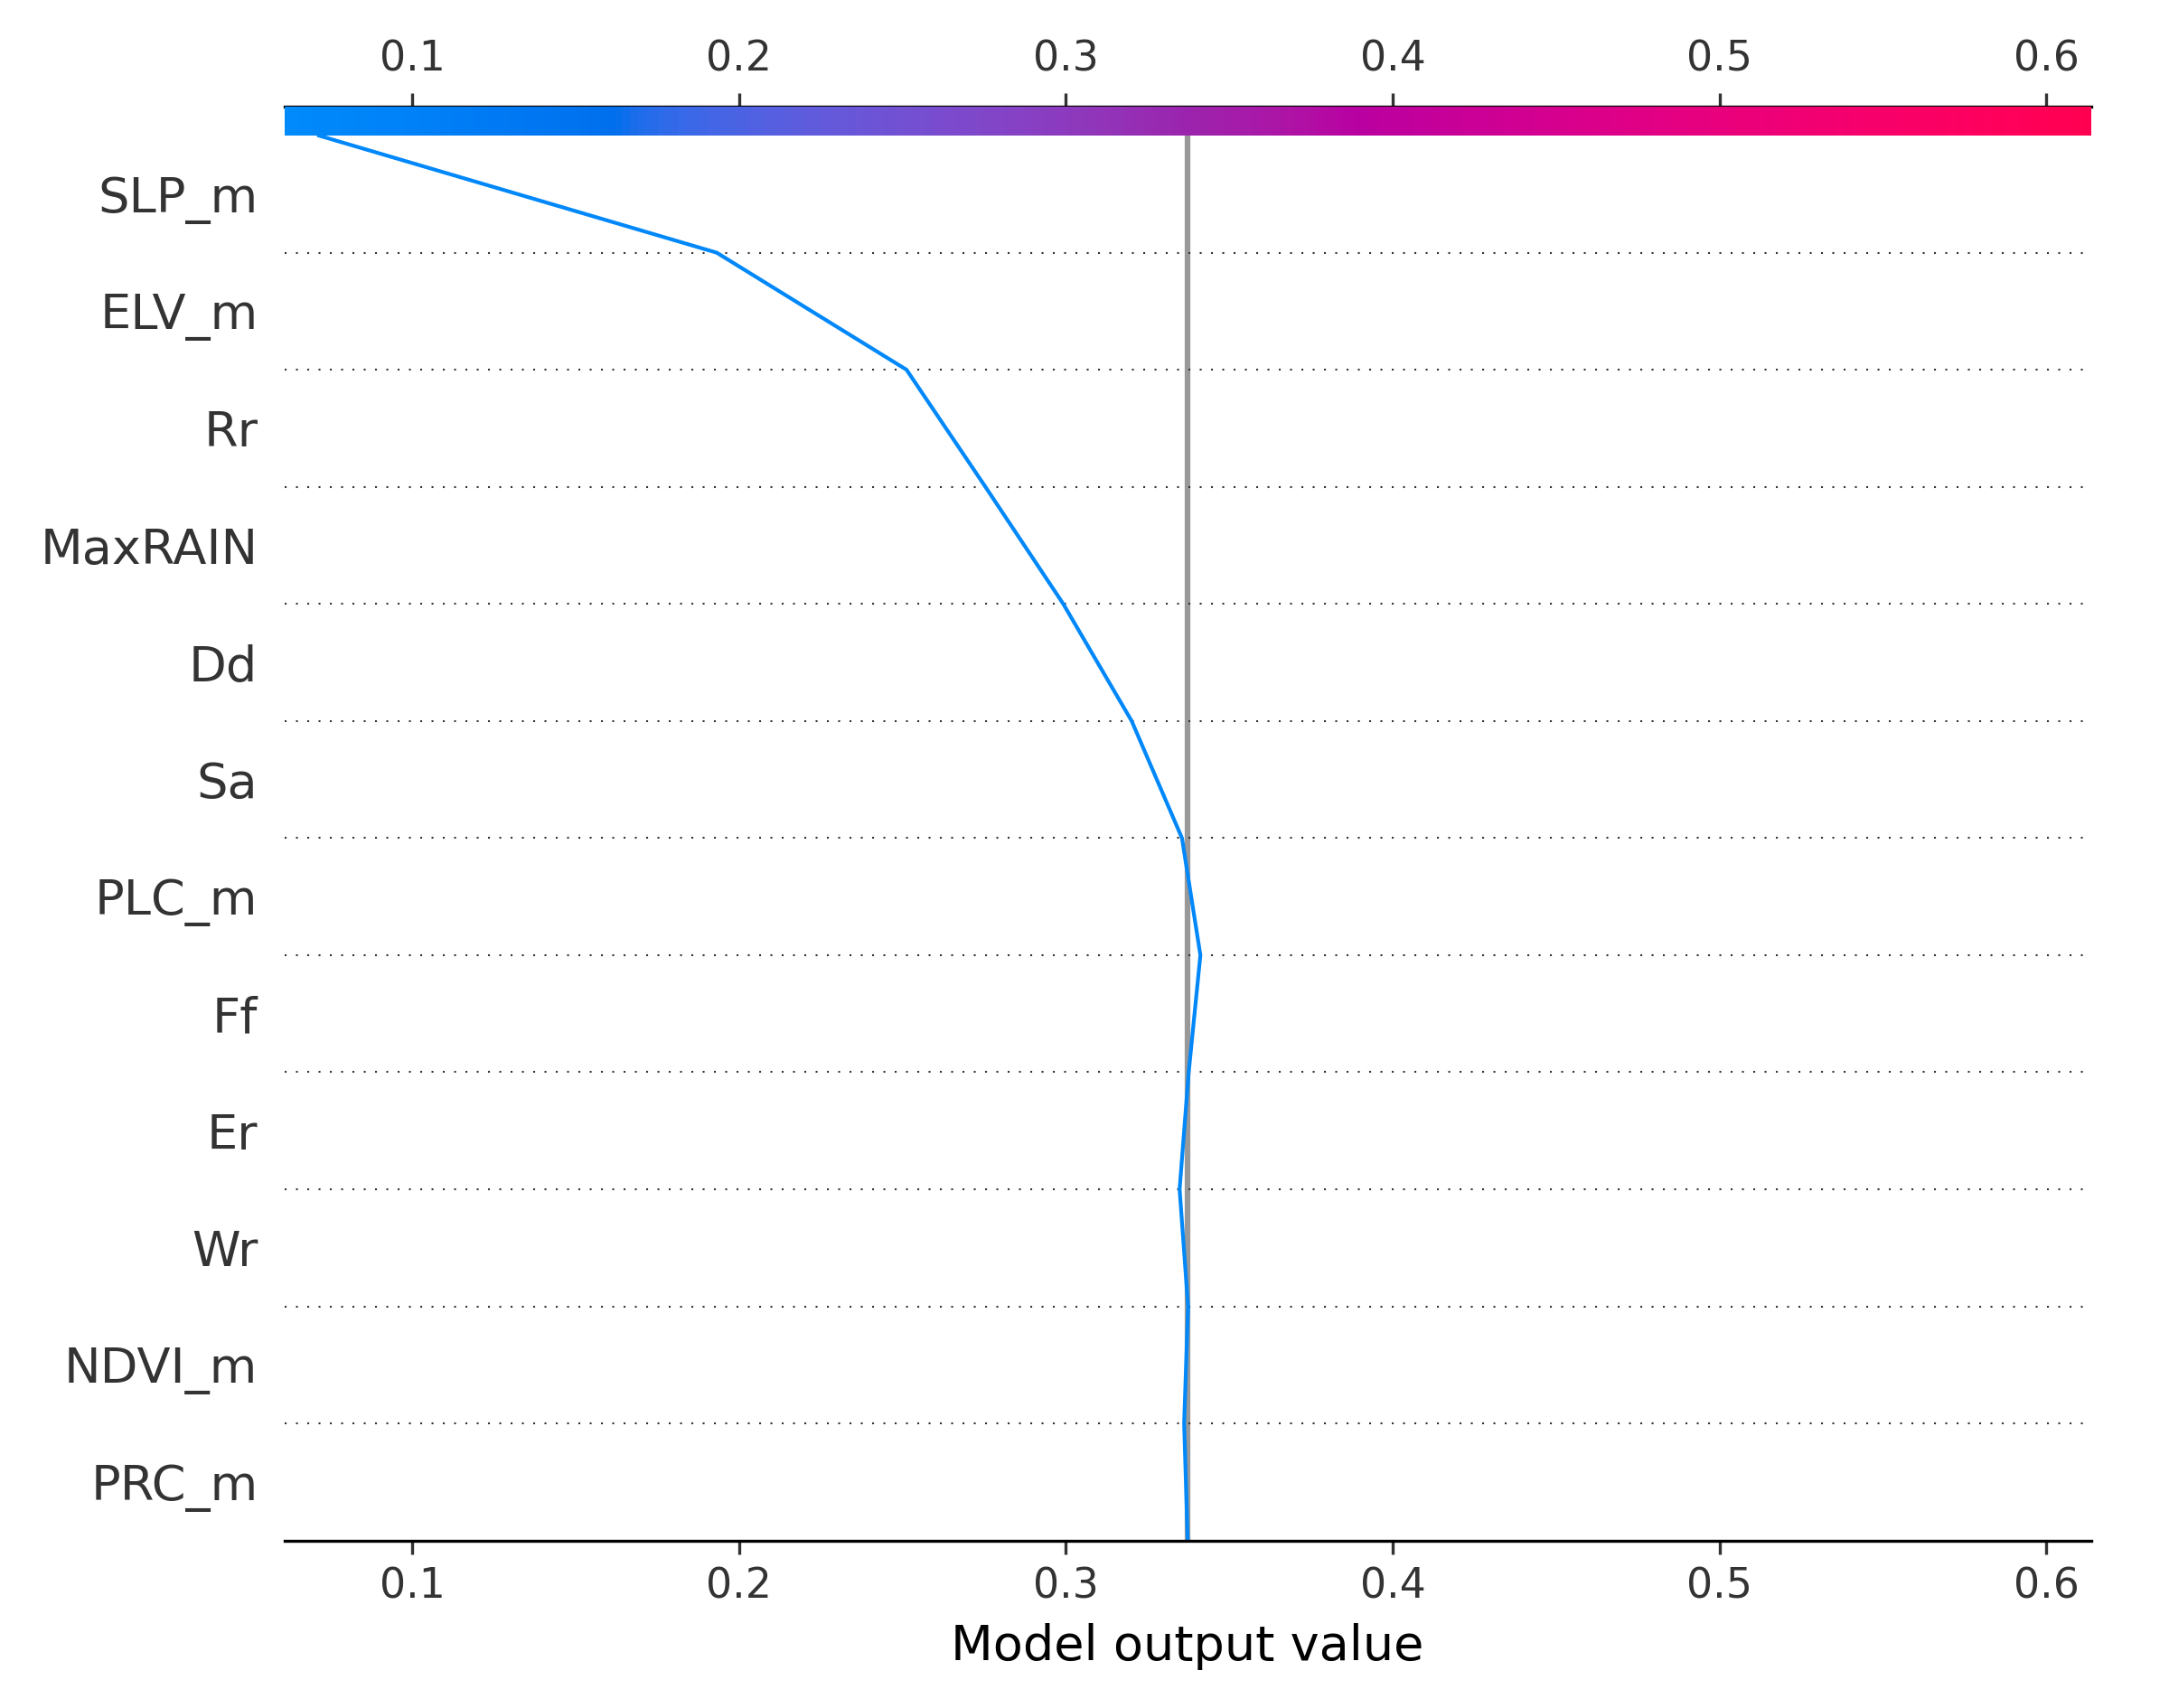 0.1 0.2 0.3 0.4 0.5 0.6
SLP_m
ELV_m
Rr
MaxRAIN
Dd
Sa
PLC_m
Ff
Er
Wr
NDVI_m
PRC_m
0.1 0.2 0.3 0.4 0.5 0.6
Model output value